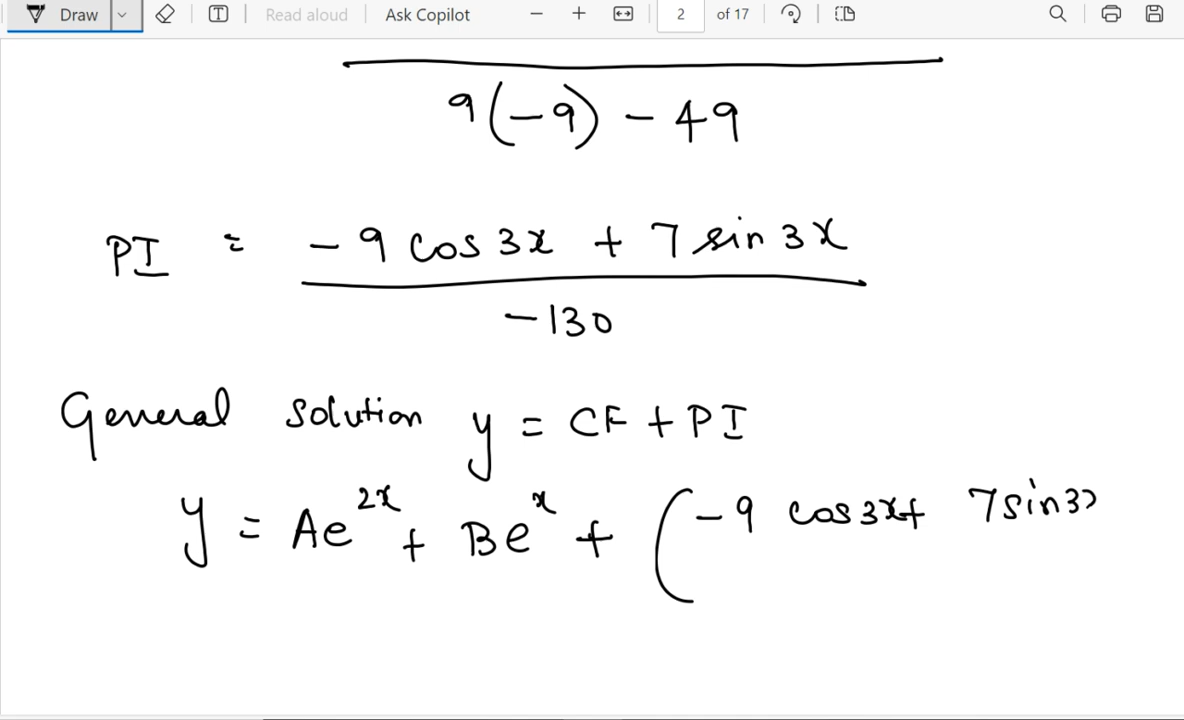 Draw Read aloud Ask Copilot 2 of 17
9(-9) - 49
PI = -9 cos 3x + 7 sin 3x
-130
General solution y = CF + PI
y = Ae^2x + Be^x + (-9 cos 3x + 7 sin 3